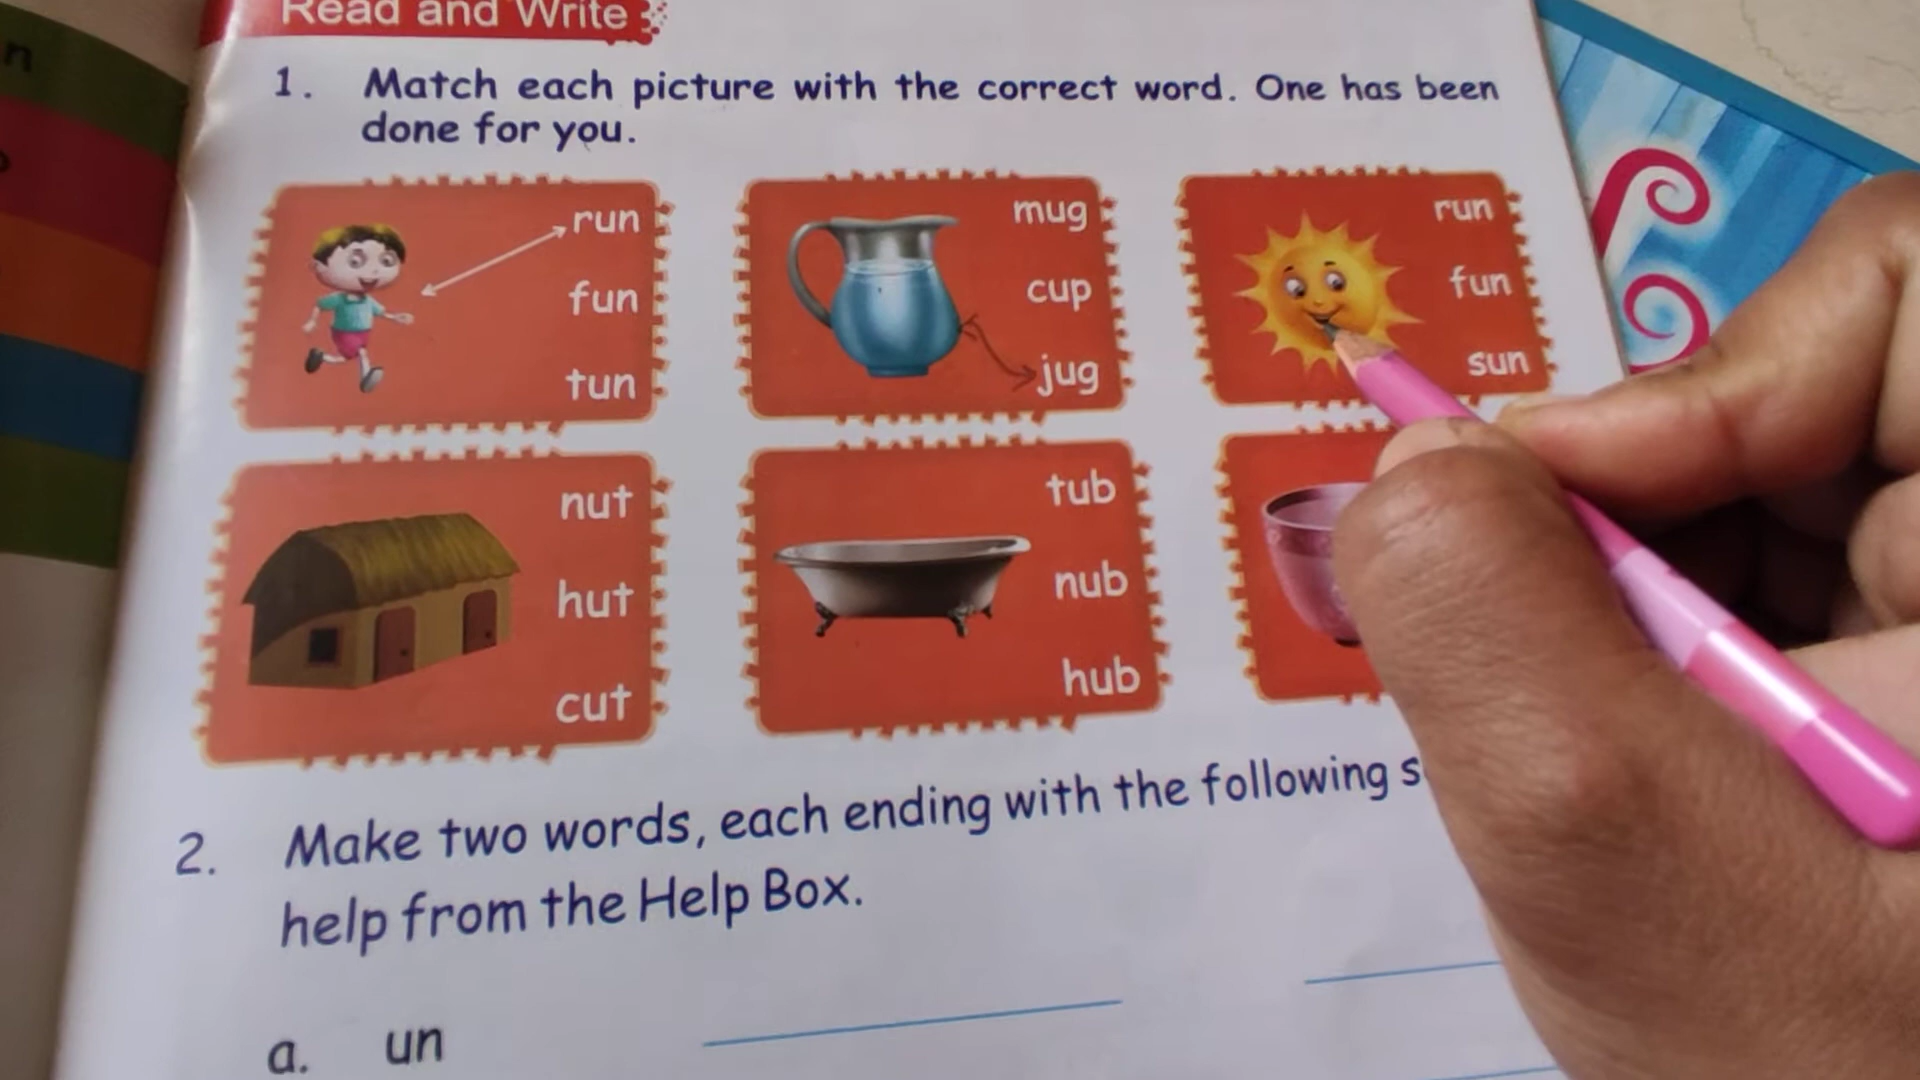 Read and Write
1. Match each picture with the correct word. One has been
done for you.
run
fun
tun
mug
cup
jug
run
fun
sun
nut
hut
cut
tub
nub
hub
2. Make two words, each ending with the following
help from the Help Box.
a. un